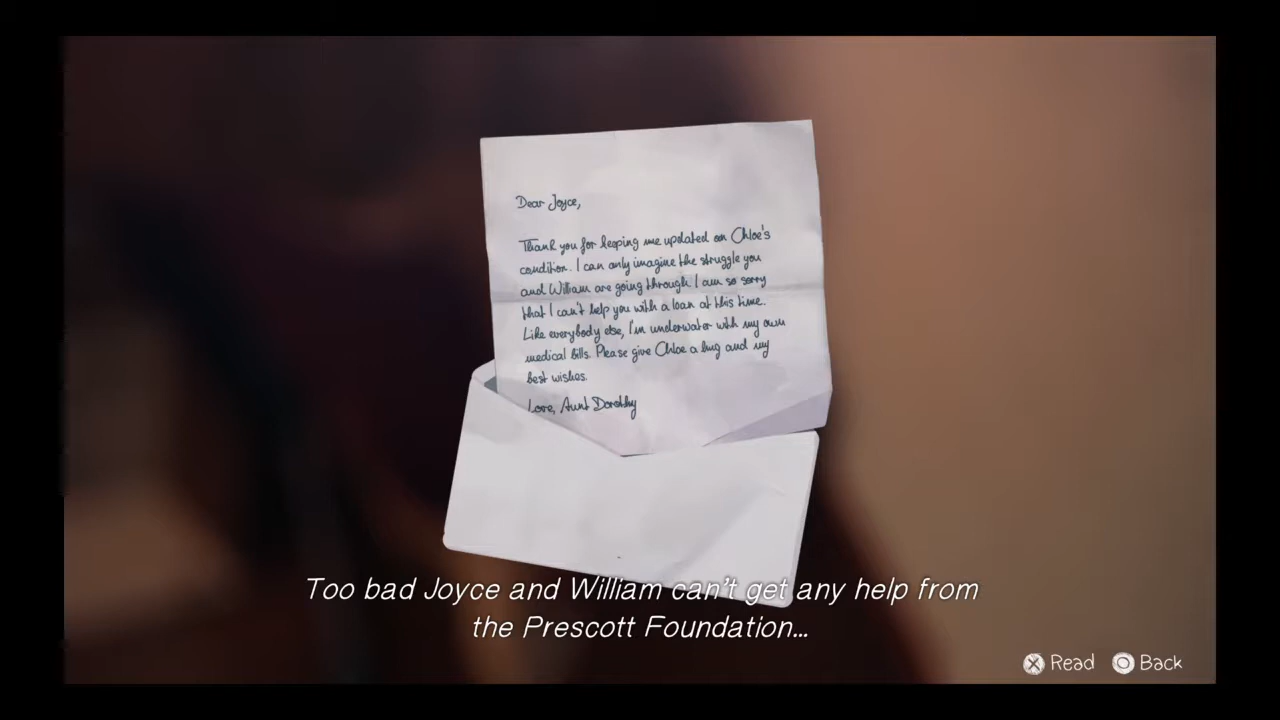 Dear Joyce,
Thank you for keeping me updated on Chloe's
condition. I can only imagine the struggle you
and William are going through. I am so sorry
that I can't help you with a loan at this time.
Like everybody else, I'm underwater with my own
medical bills. Please give Chloe a hug and my
best wishes.
Love, Aunt Dorothy
Too bad Joyce and William can't get any help from
the Prescott Foundation...
Read Back